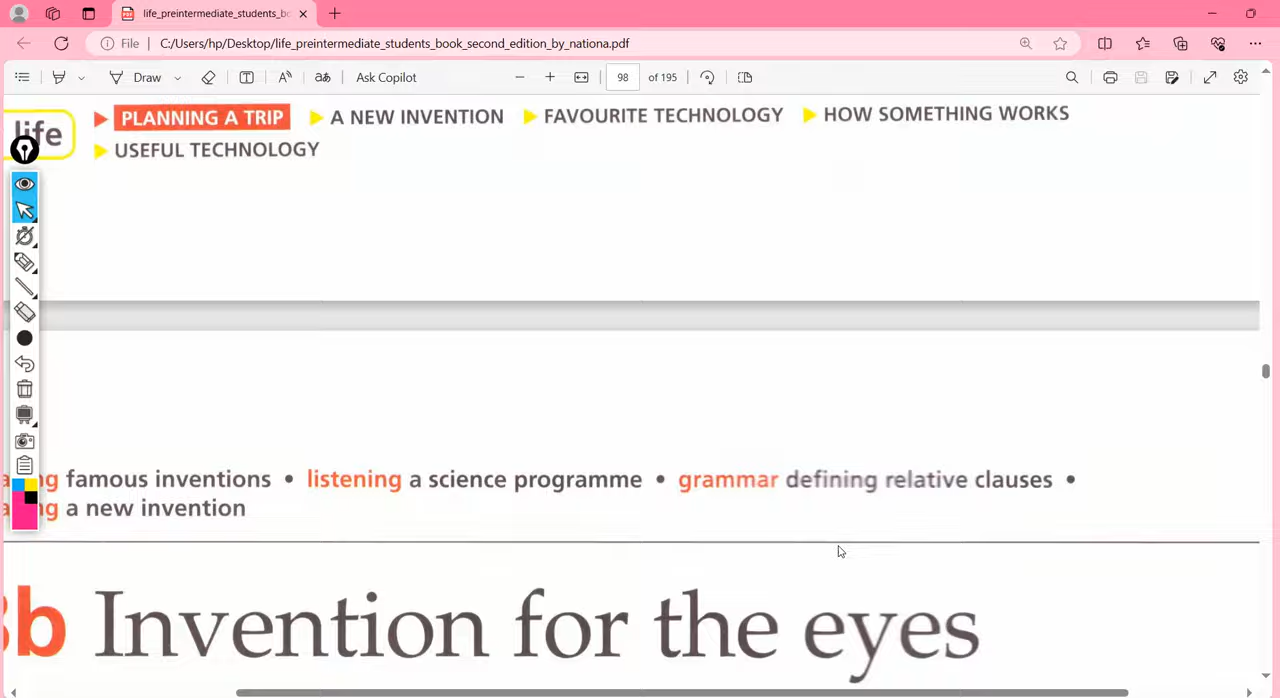 life_preintermediate_students_bo
File C:/Users/hp/Desktop/life_preintermediate_students_book_second_edition_by_nationa.pdf
Draw Ask Copilot 98 of 195
life
PLANNING A TRIP A NEW INVENTION FAVOURITE TECHNOLOGY HOW SOMETHING WORKS
USEFUL TECHNOLOGY
famous inventions • listening a science programme • grammar defining relative clauses •
a new invention
b Invention for the eyes